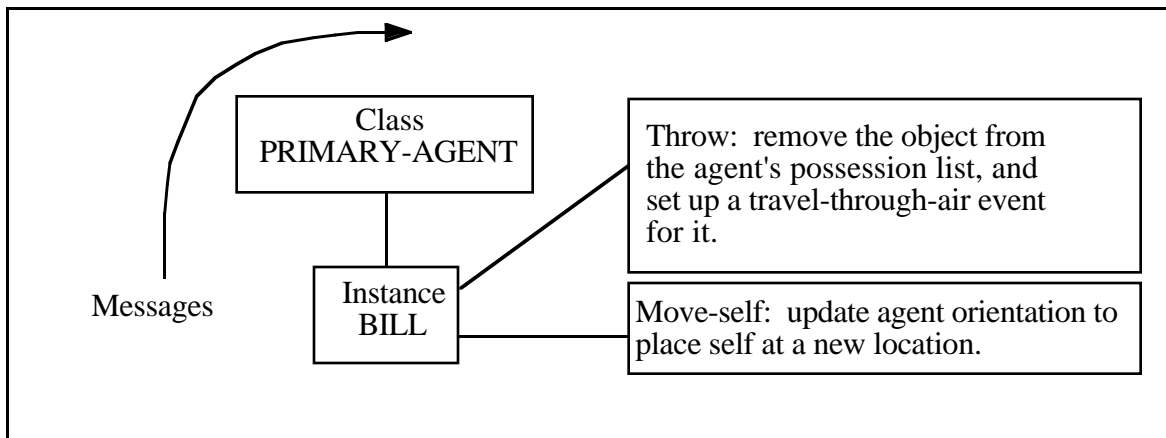 Class
PRIMARY-AGENT
Throw:  remove the object from
the agent's possession list, and
set up a travel-through-air event
for it.
Messages
Instance
BILL
Move-self:  update agent orientation to
place self at a new location.